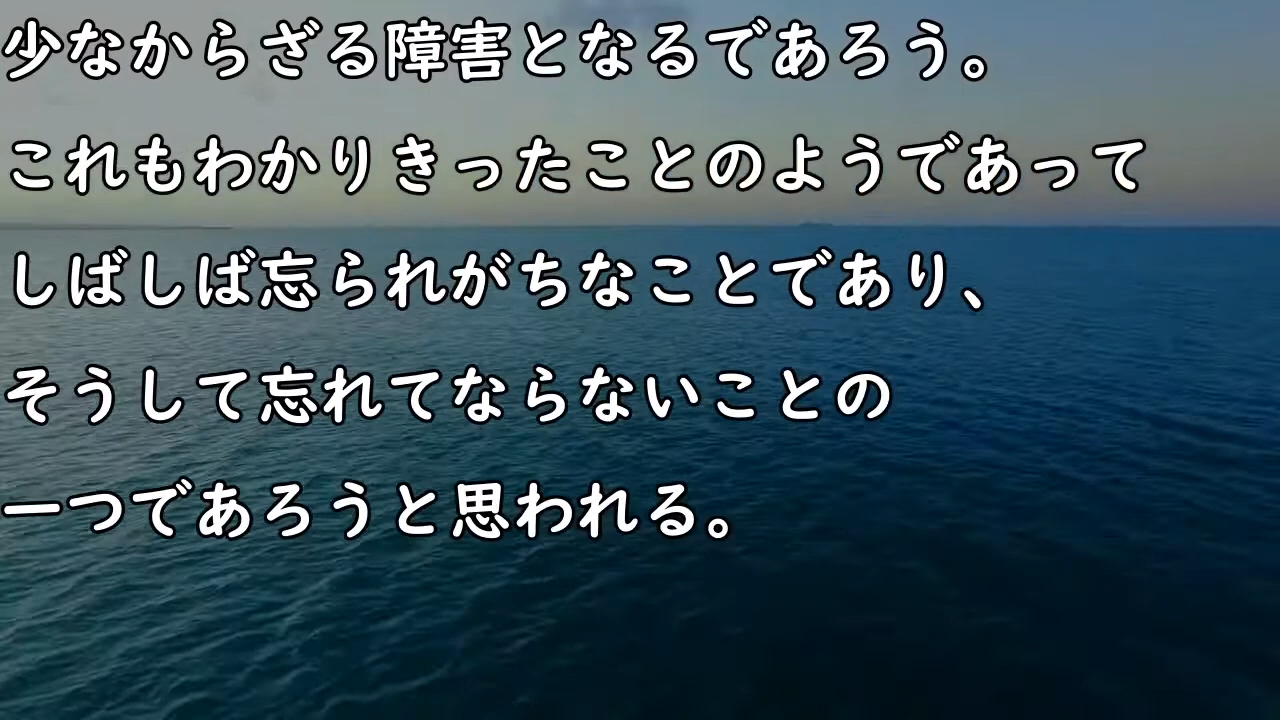 少なからざる障害となるであろう。
これもわかりきったことのようであって
しばしば忘られがちなことであり、
そうして忘れてならないことの
一つであろうと思われる。